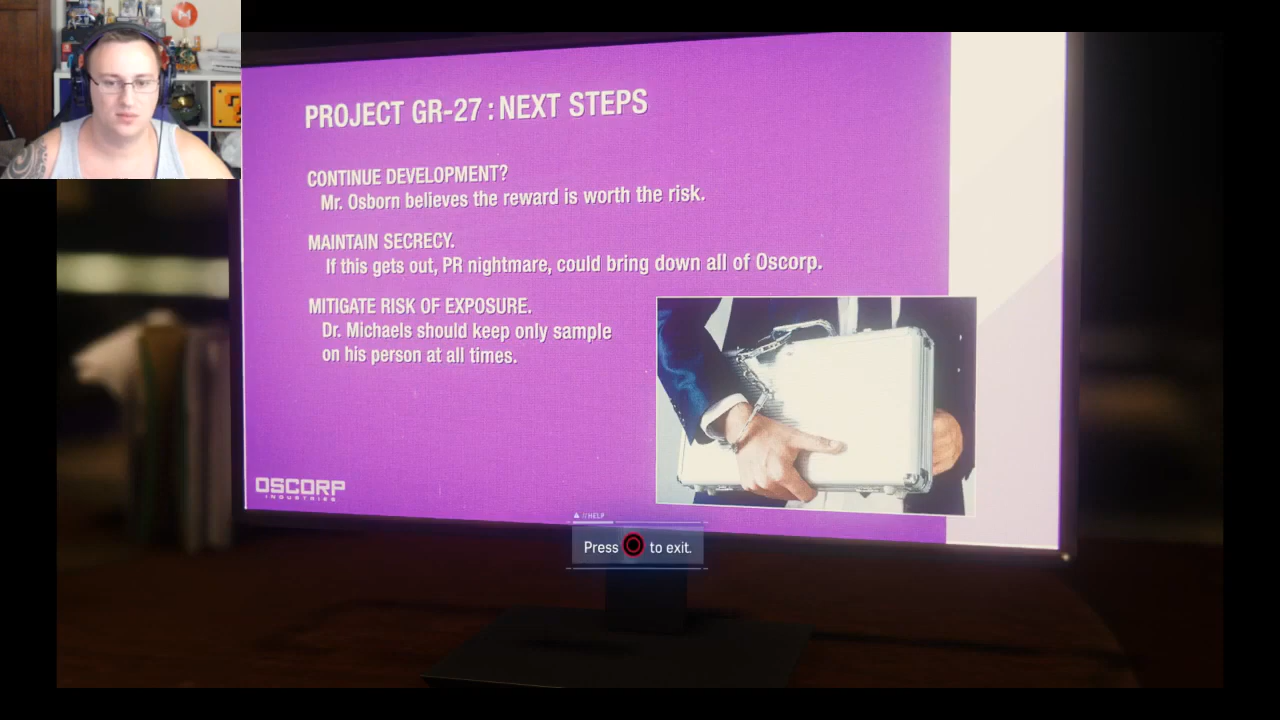 PROJECT GR-27 : NEXT STEPS
CONTINUE DEVELOPMENT?
Mr. Osborn believes the reward is worth the risk.
MAINTAIN SECRECY.
If this gets out, PR nightmare, could bring down all of Oscorp.
MITIGATE RISK OF EXPOSURE.
Dr. Michaels should keep only sample
on his person at all times.
OSCORP
INDUSTRIES
// HELP
Press to exit.